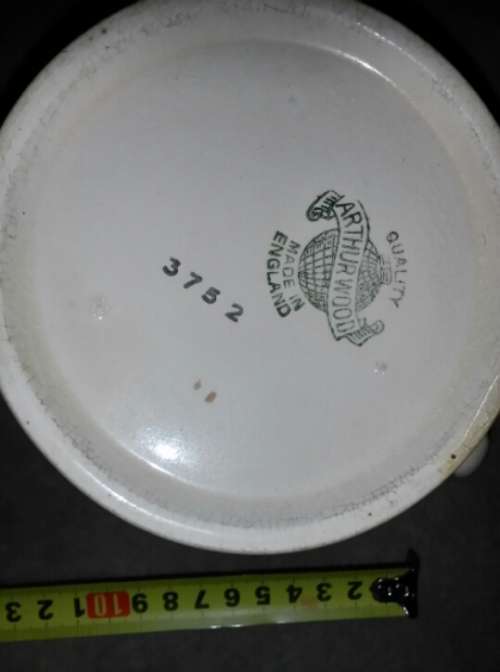 QUALITY
ARTHUR WOOD
MADE IN
ENGLAND
3752
3 2 1 10 9 8 7 6 5 4 3 2